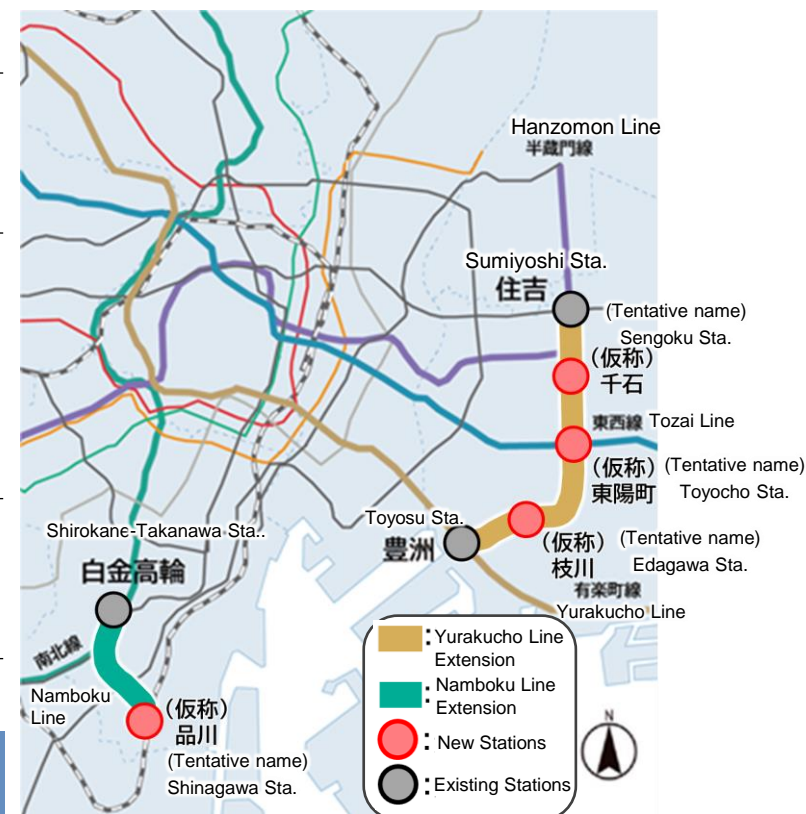 Hanzomon Line
半蔵門線
Sumiyoshi Sta.
住吉
(Tentative name)
Sengoku Sta.
（仮称）
千石
東西線 Tozai Line
（仮称） (Tentative name)
東陽町 Toyocho Sta.
Toyosu Sta.
豊洲
（仮称） (Tentative name)
枝川 Edagawa Sta.
有楽町線
Yurakucho Line
Shirokane-Takanawa Sta..
白金高輪
南北線
Namboku
Line
（仮称）
品川
(Tentative name)
Shinagawa Sta.
: Yurakucho Line
Extension
: Namboku Line
Extension
: New Stations
: Existing Stations
N